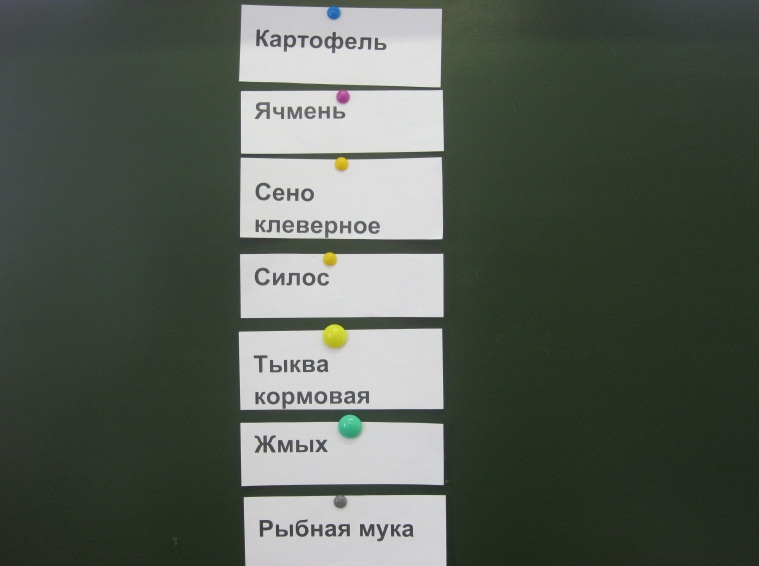 Картофель
Ячмень
Сено
клеверное
Силос
Тыква
кормовая
Жмых
Рыбная мука